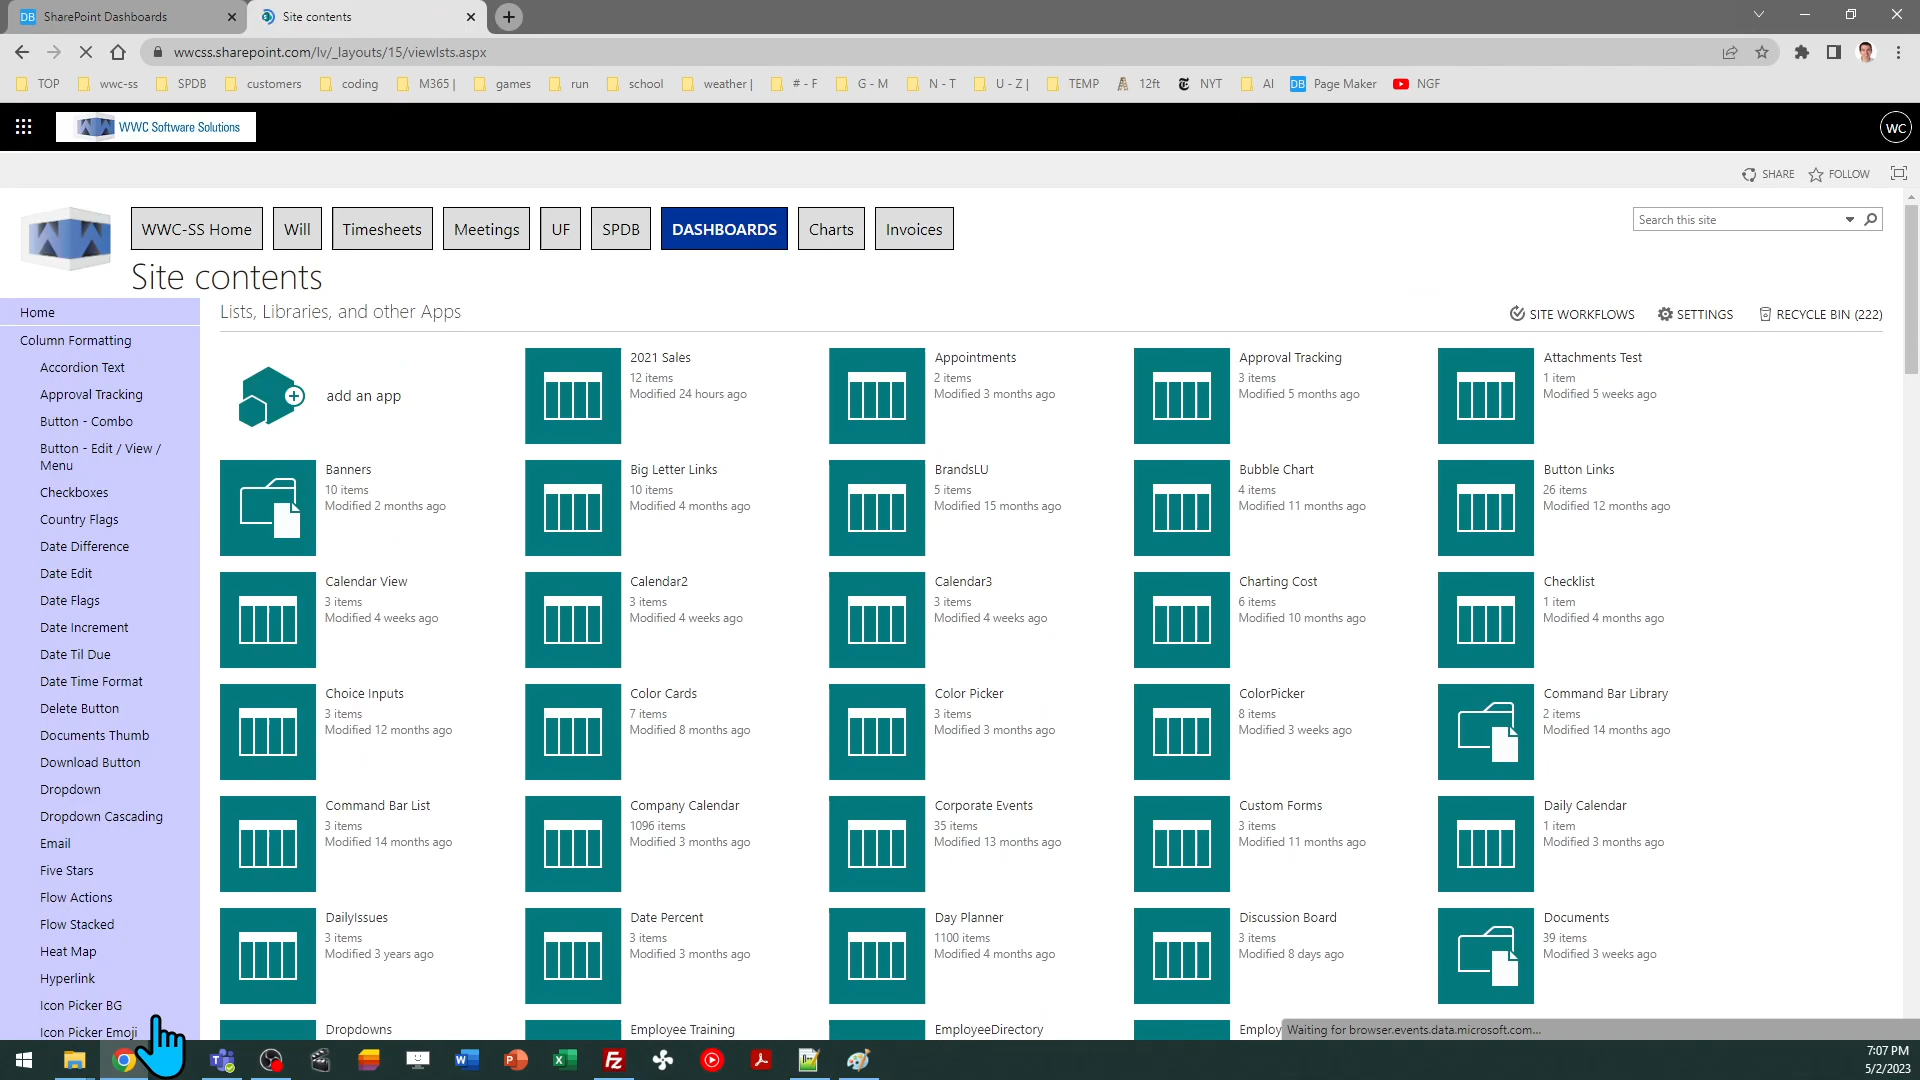 SharePoint Dashboards
Site contents
wwcss.sharepoint.com/lv/_layouts/15/viewlsts.aspx
TOP
wwc-ss
SPDB
customers
coding
M365 |
games
run
school
weather |
# - F
G - M
N - T
U - Z |
TEMP
12ft
NYT
AI
DB Page Maker
NGF
WWC Software Solutions
WC
SHARE
FOLLOW
WWC-SS Home
Will
Timesheets
Meetings
UF
SPDB
DASHBOARDS
Charts
Invoices
Search this site
Site contents
Home
Column Formatting
Accordion Text
Approval Tracking
Button - Combo
Button - Edit / View /
Menu
Checkboxes
Country Flags
Date Difference
Date Edit
Date Flags
Date Increment
Date Til Due
Date Time Format
Delete Button
Documents Thumb
Download Button
Dropdown
Dropdown Cascading
Email
Five Stars
Flow Actions
Flow Stacked
Heat Map
Hyperlink
Icon Picker BG
Icon Picker Emoji
Lists, Libraries, and other Apps
SITE WORKFLOWS
SETTINGS
RECYCLE BIN (222)
add an app
2021 Sales
12 items
Modified 24 hours ago
Appointments
2 items
Modified 3 months ago
Approval Tracking
3 items
Modified 5 months ago
Attachments Test
1 item
Modified 5 weeks ago
Banners
10 items
Modified 2 months ago
Big Letter Links
10 items
Modified 4 months ago
BrandsLU
5 items
Modified 15 months ago
Bubble Chart
4 items
Modified 11 months ago
Button Links
26 items
Modified 12 months ago
Calendar View
3 items
Modified 4 weeks ago
Calendar2
3 items
Modified 4 weeks ago
Calendar3
3 items
Modified 4 weeks ago
Charting Cost
6 items
Modified 10 months ago
Checklist
1 item
Modified 4 months ago
Choice Inputs
3 items
Modified 12 months ago
Color Cards
7 items
Modified 8 months ago
Color Picker
3 items
Modified 3 months ago
ColorPicker
8 items
Modified 3 weeks ago
Command Bar Library
2 items
Modified 14 months ago
Command Bar List
3 items
Modified 14 months ago
Company Calendar
1096 items
Modified 3 months ago
Corporate Events
35 items
Modified 13 months ago
Custom Forms
3 items
Modified 11 months ago
Daily Calendar
1 item
Modified 3 months ago
DailyIssues
3 items
Modified 3 years ago
Date Percent
3 items
Modified 3 months ago
Day Planner
1100 items
Modified 4 months ago
Discussion Board
3 items
Modified 8 days ago
Documents
39 items
Modified 3 weeks ago
Dropdowns
Employee Training
EmployeeDirectory
Employ
Waiting for browser.events.data.microsoft.com...
7:07 PM
5/2/2023